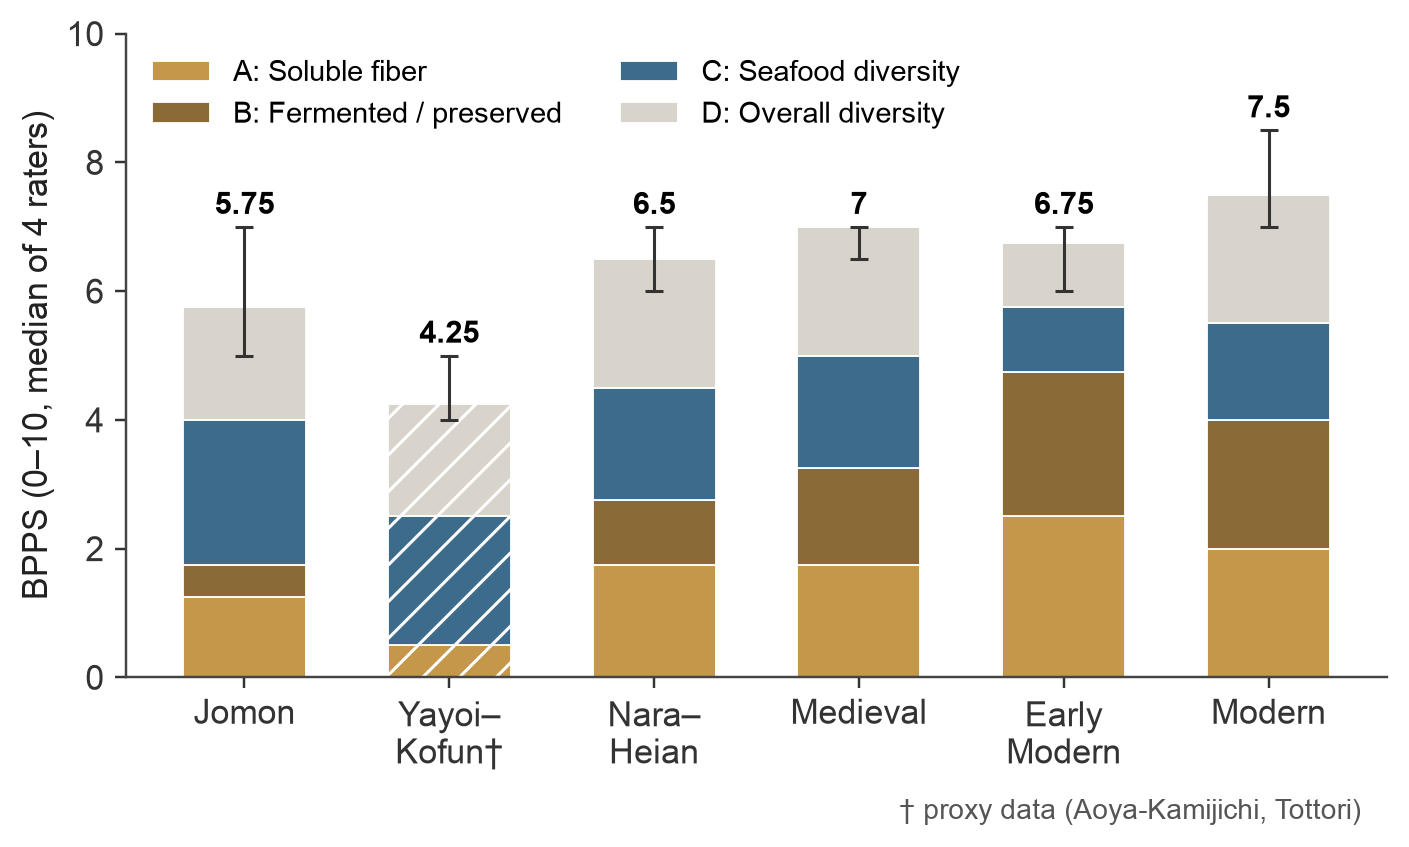 BPPS (0–10, median of 4 raters)
10
8
6
4
2
0
A: Soluble fiber
B: Fermented / preserved
C: Seafood diversity
D: Overall diversity
5.75
4.25
6.5
7
6.75
7.5
Jomon
Yayoi–
Kofun†
Nara–
Heian
Medieval
Early
Modern
Modern
† proxy data (Aoya-Kamijichi, Tottori)